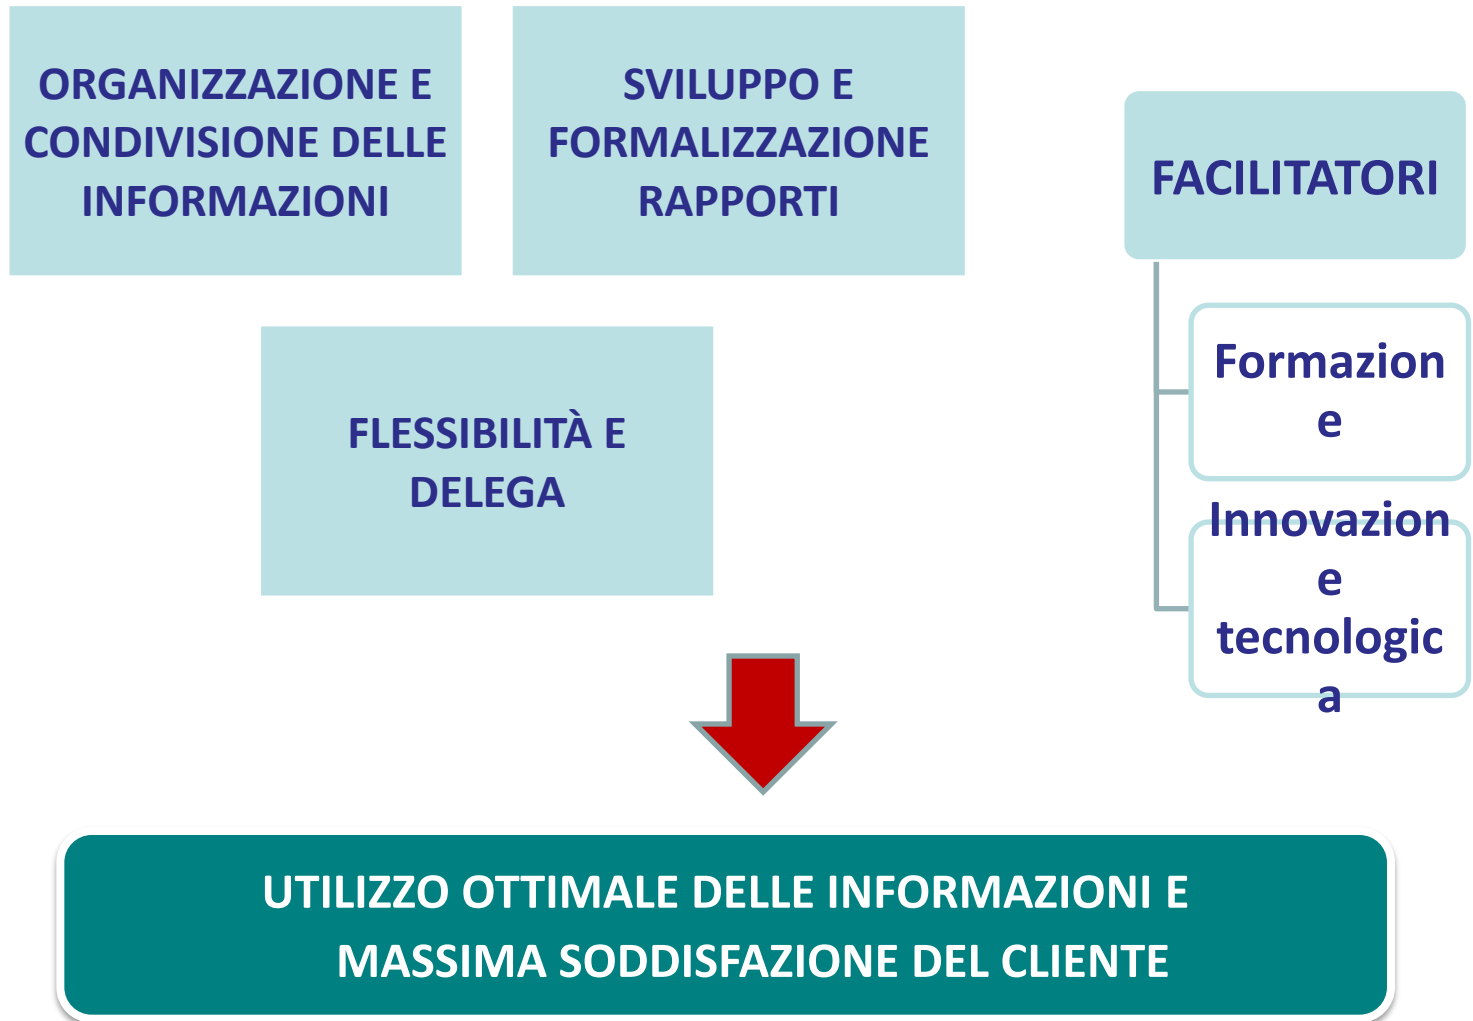 ORGANIZZAZIONE E
CONDIVISIONE DELLE
INFORMAZIONI
SVILUPPO E
FORMALIZZAZIONE
RAPPORTI
FLESSIBILITÀ E
DELEGA
FACILITATORI
Formazion
e
Innovazion
e
tecnologic
a
UTILIZZO OTTIMALE DELLE INFORMAZIONI E
MASSIMA SODDISFAZIONE DEL CLIENTE